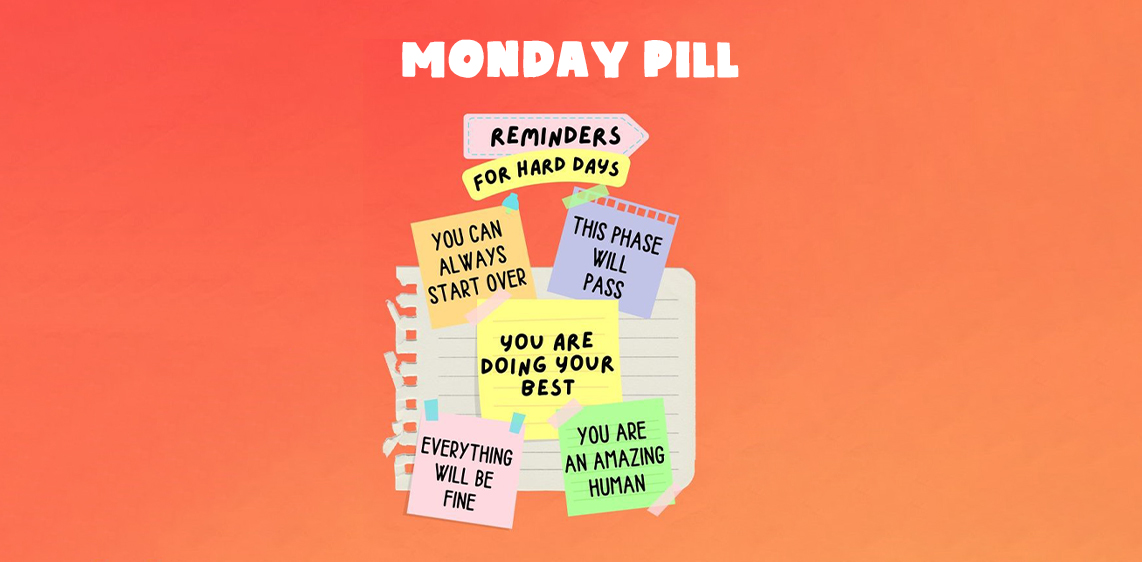 MONDAY PILL
REMINDERS
FOR HARD DAYS
YOU CAN
ALWAYS
START OVER
THIS PHASE
WILL
PASS
YOU ARE
DOING YOUR
BEST
EVERYTHING
WILL BE
FINE
YOU ARE
AN AMAZING
HUMAN